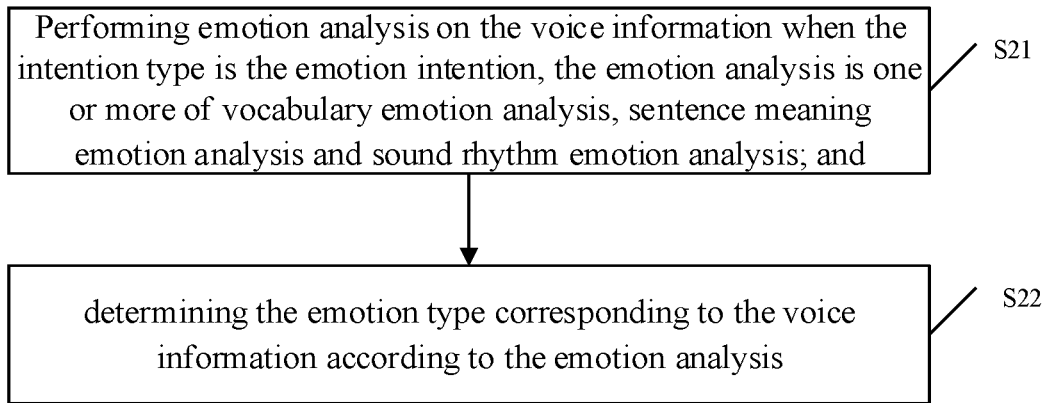 Performing emotion analysis on the voice information when the
intention type is the emotion intention, the emotion analysis is one
or more of vocabulary emotion analysis, sentence meaning
emotion analysis and sound rhythm emotion analysis; and
S21
determining the emotion type corresponding to the voice
information according to the emotion analysis
S22